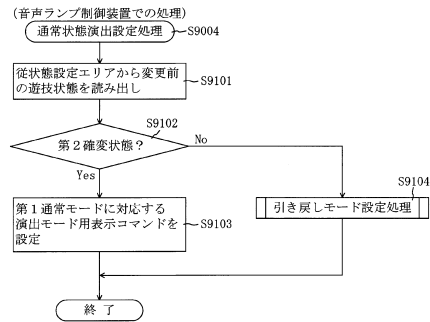 (音声ランプ制御装置での処理)
通常状態演出設定処理
S9004
従状態設定エリアから変更前
の遊技状態を読み出し
S9101
S9102
第2確変状態?
No
Yes
S9104
第1通常モードに対応する
演出モード用表示コマンドを
設定
S9103
引き戻しモード設定処理
終 了